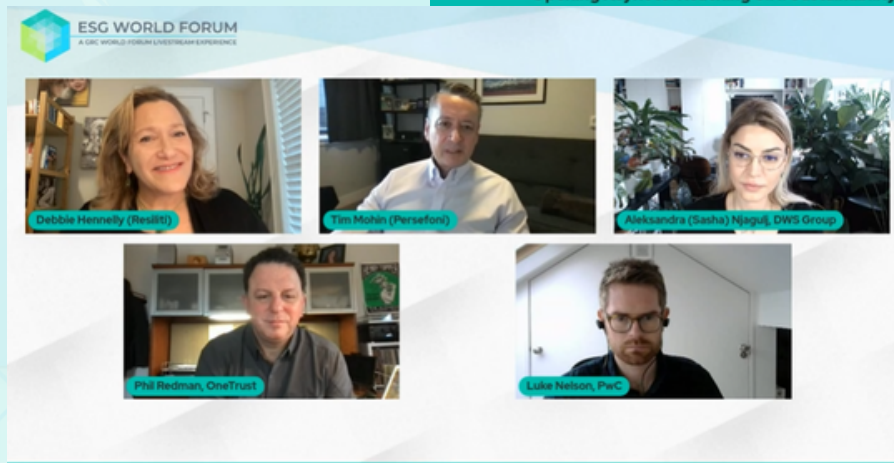 ESG WORLD FORUM
A GRC WORLD FORUM LIVESTREAM EXPERIENCE
Debbie Hennelly (Resiliti)
Tim Mohin (Persefoni)
Aleksandra (Sasha) Njagulj, DWS Group
Phil Redman, OneTrust
Luke Nelson, PwC